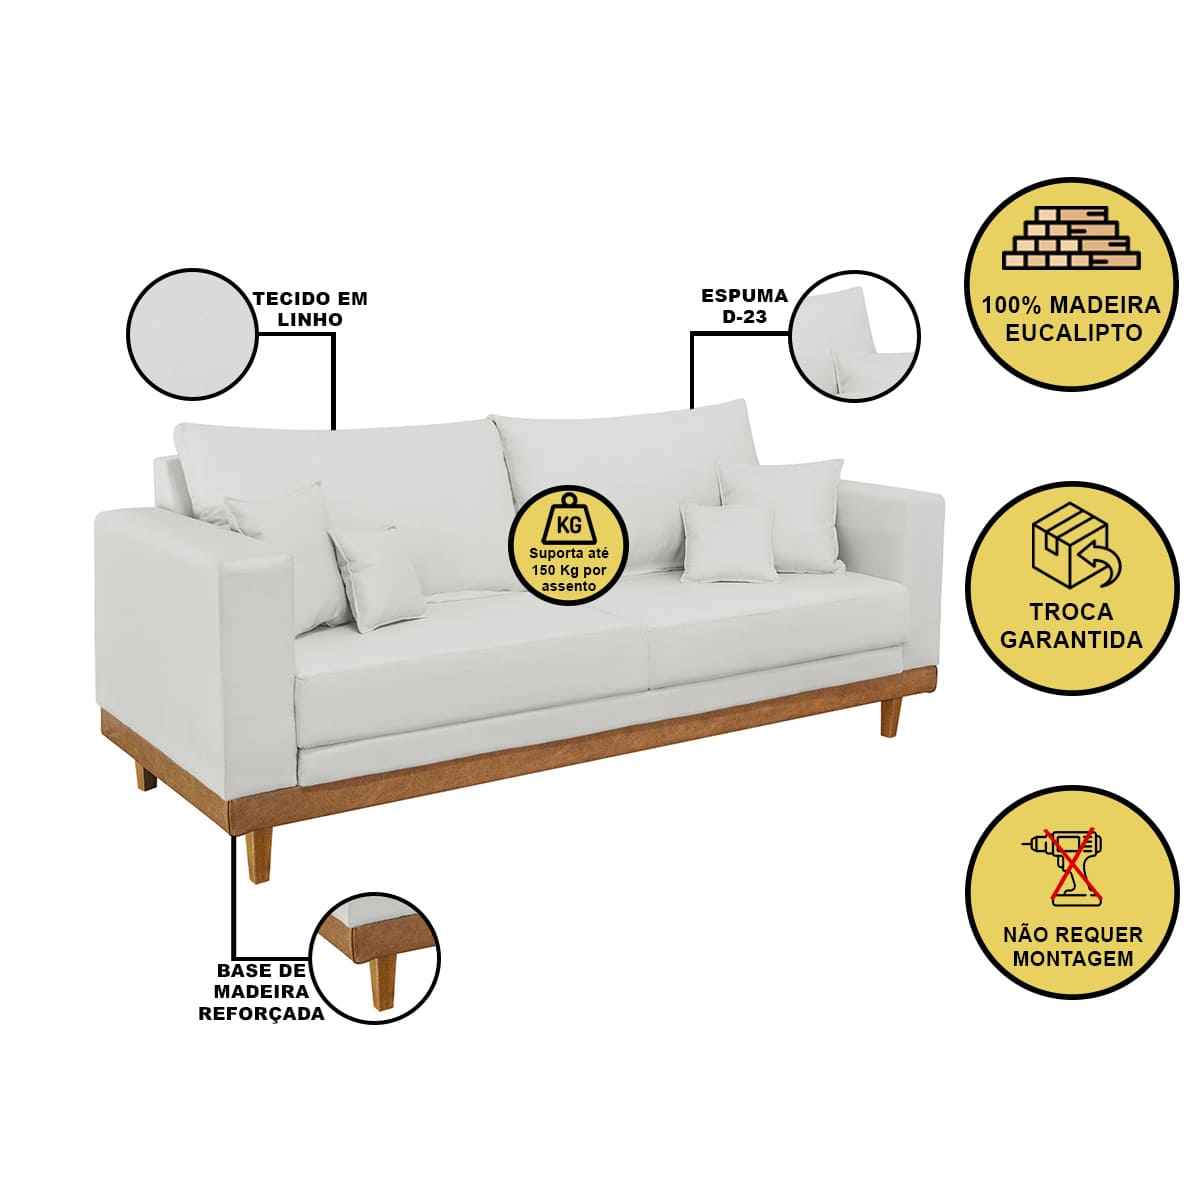 TECIDO EM
LINHO
ESPUMA
D-23
100% MADEIRA
EUCALIPTO
KG
Suporta até
150 Kg por
assento
TROCA
GARANTIDA
NÃO REQUER
MONTAGEM
BASE DE
MADEIRA
REFORÇADA